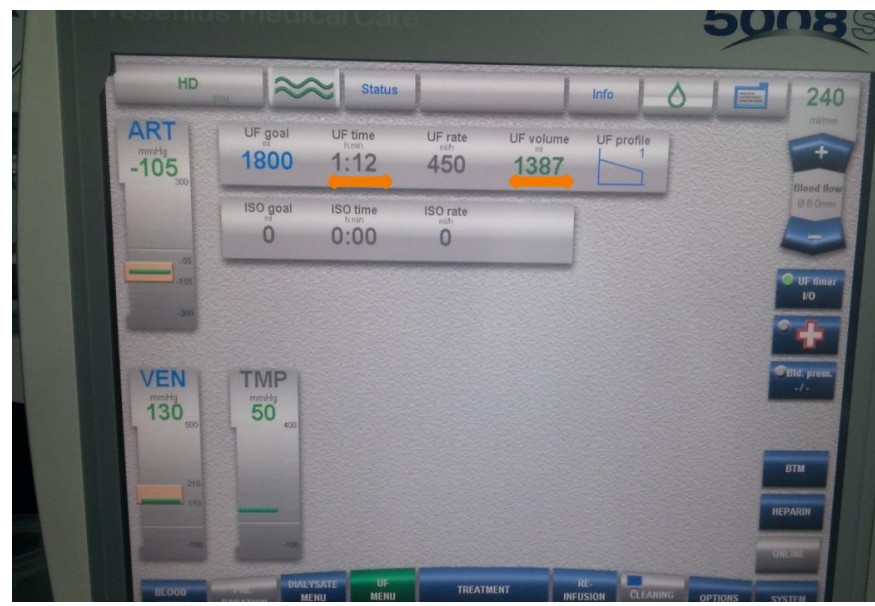 Fresenius Medical Care
5008S
HD
BTM
Status
Info
240
ml/min
ART
mmHg
-105
300
-55
-155
-300
UF goal
ml
1800
UF time
h:min
1:12
UF rate
ml/h
450
UF volume
ml
1387
UF profile
1
ISO goal
ml
0
ISO time
h:min
0:00
ISO rate
ml/h
0
+
Blood flow
Ø 8.0mm
–
UF timer
I/O
Bld. press.
-/-
VEN
mmHg
130
500
210
110
-100
TMP
mmHg
50
400
-100
BTM
HEPARIN
ONLINE
BLOOD
DIALYSATE
MENU
UF
MENU
TREATMENT
RE-
INFUSION
CLEANING
OPTIONS
SYSTEM